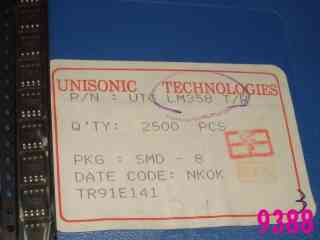 UNISONIC TECHNOLOGIES
P/N : UTC LM358 T/R
Q'TY: 2500 PCS
PKG : SMD - 8
DATE CODE: NKOK
TR91E141
3
9388